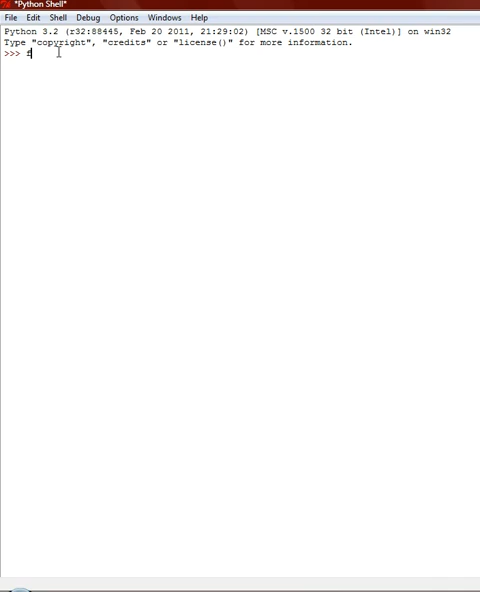 *Python Shell*
File Edit Shell Debug Options Windows Help
Python 3.2 (r32:88445, Feb 20 2011, 21:29:02) [MSC v.1500 32 bit (Intel)] on win32
Type "copyright", "credits" or "license()" for more information.
>>> f